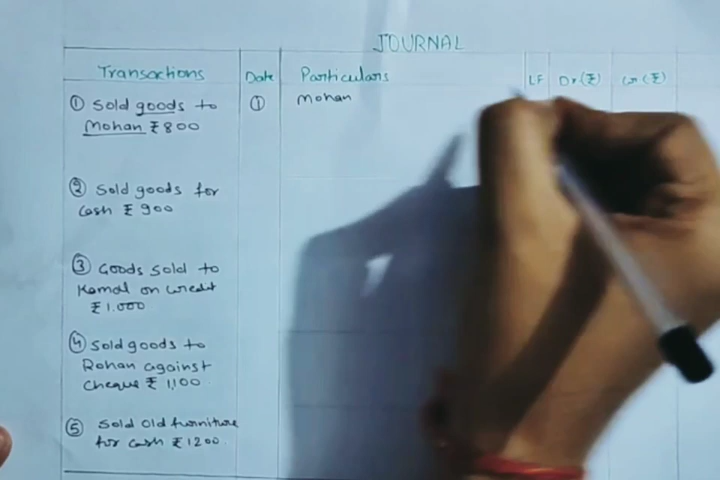 JOURNAL
Transactions Date Particulars LF Dr (₹) Cr (₹)
① Sold goods to ① Mohan
Mohan ₹800
② Sold goods for
cash ₹900
③ Goods sold to
Kamal on credit
₹1,000
④ Sold goods to
Rohan against
cheque ₹1,100
⑤ Sold Old furniture
for cash ₹1200.